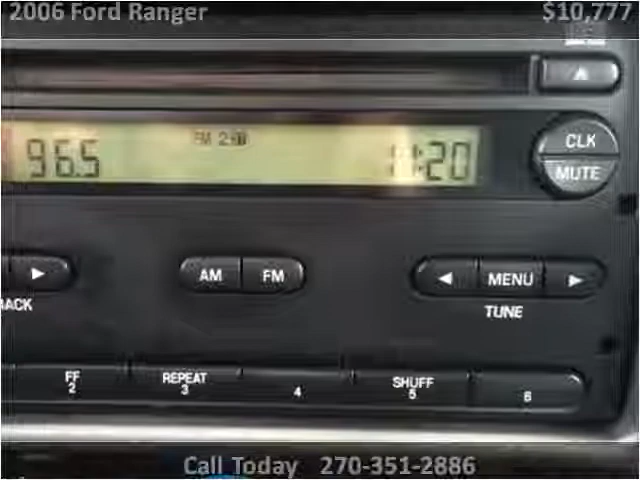 2006 Ford Ranger $10,777
FM 2
96.5 11:20
CLK
MUTE
AM FM MENU
TUNE
FF REPEAT SHUFF
2 3 4 5 6
Call Today 270-351-2886